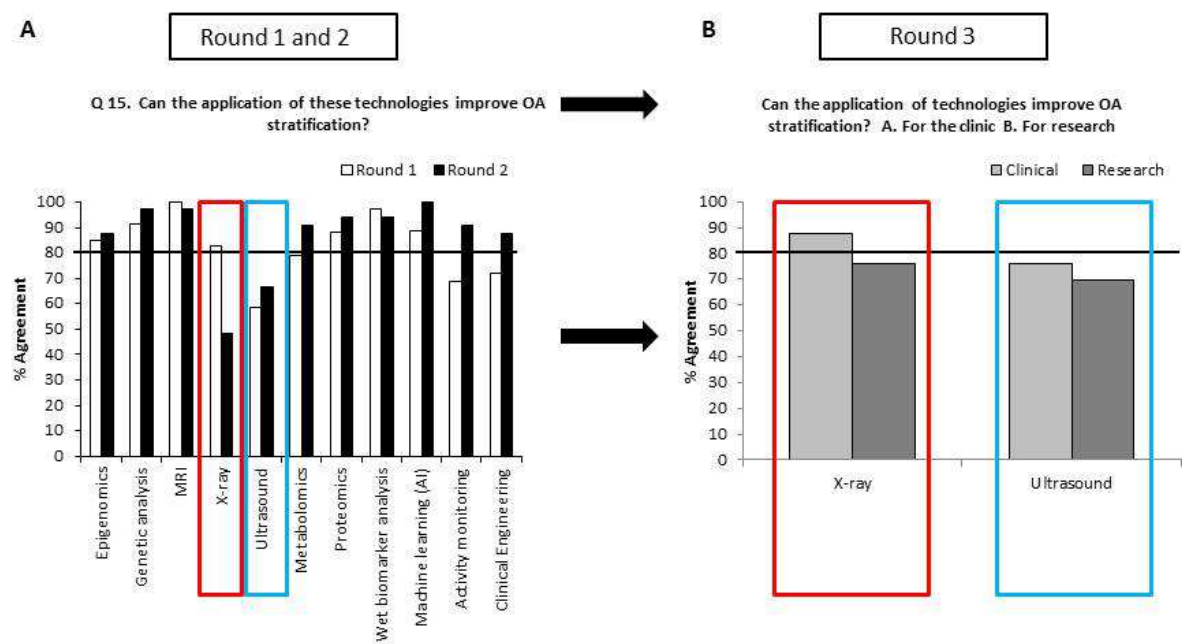 A
Round 1 and 2
Q 15. Can the application of these technologies improve OA
stratification?
Round 1
Round 2
% Agreement
100
90
80
70
60
50
40
30
20
10
0
Epigenomics
Genetic analysis
MRI
X-ray
Ultrasound
Metabolomics
Proteomics
Wet biomarker analysis
Machine learning (AI)
Activity monitoring
Clinical Engineering
B
Round 3
Can the application of technologies improve OA
stratification? A. For the clinic B. For research
Clinical
Research
% Agreement
100
90
80
70
60
50
40
30
20
10
0
X-ray
Ultrasound